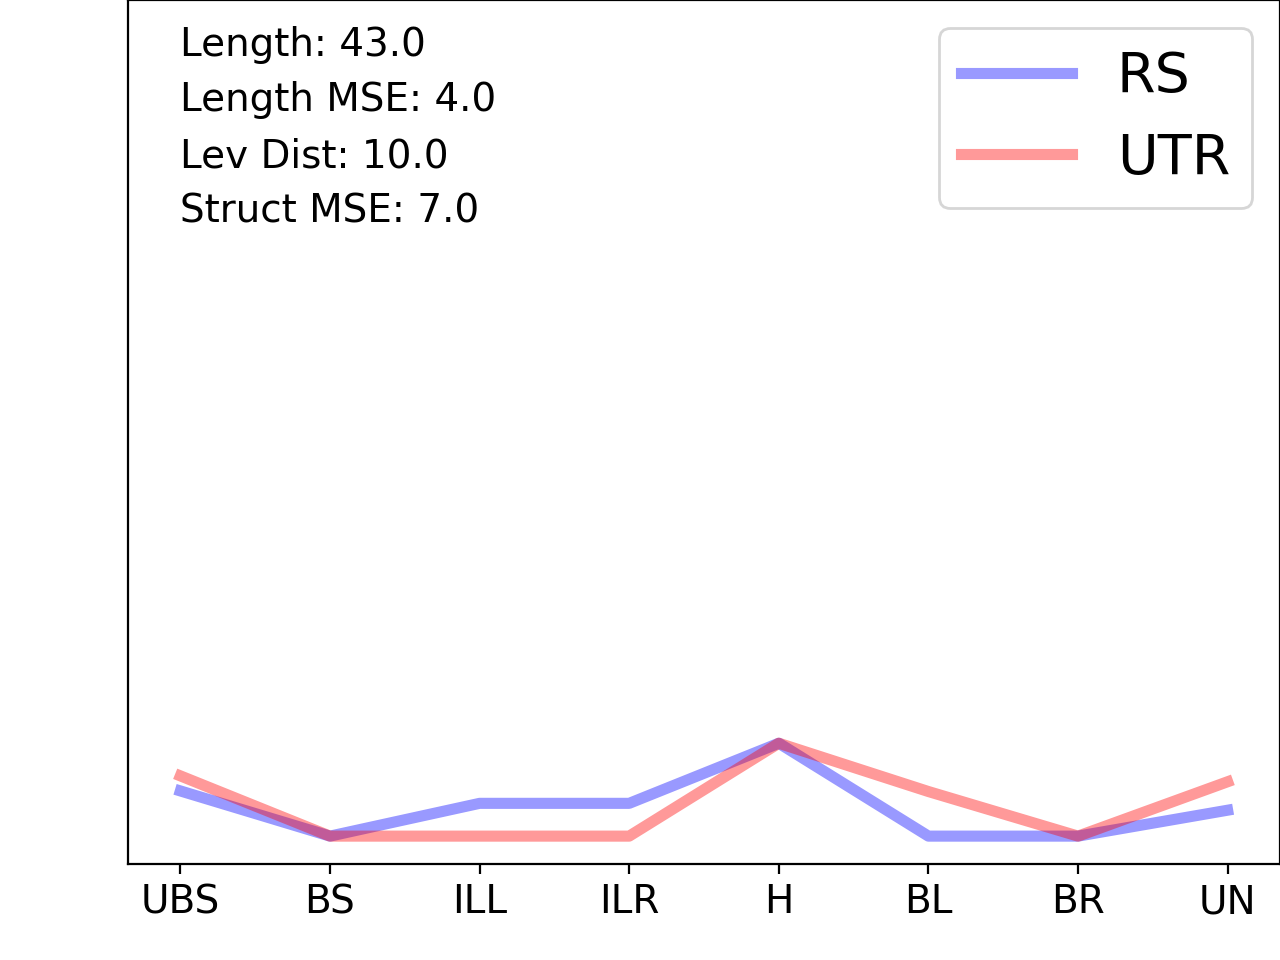 Length: 43.0
Length MSE: 4.0
Lev Dist: 10.0
Struct MSE: 7.0
RS
UTR
UBS BS ILL ILR H BL BR UN